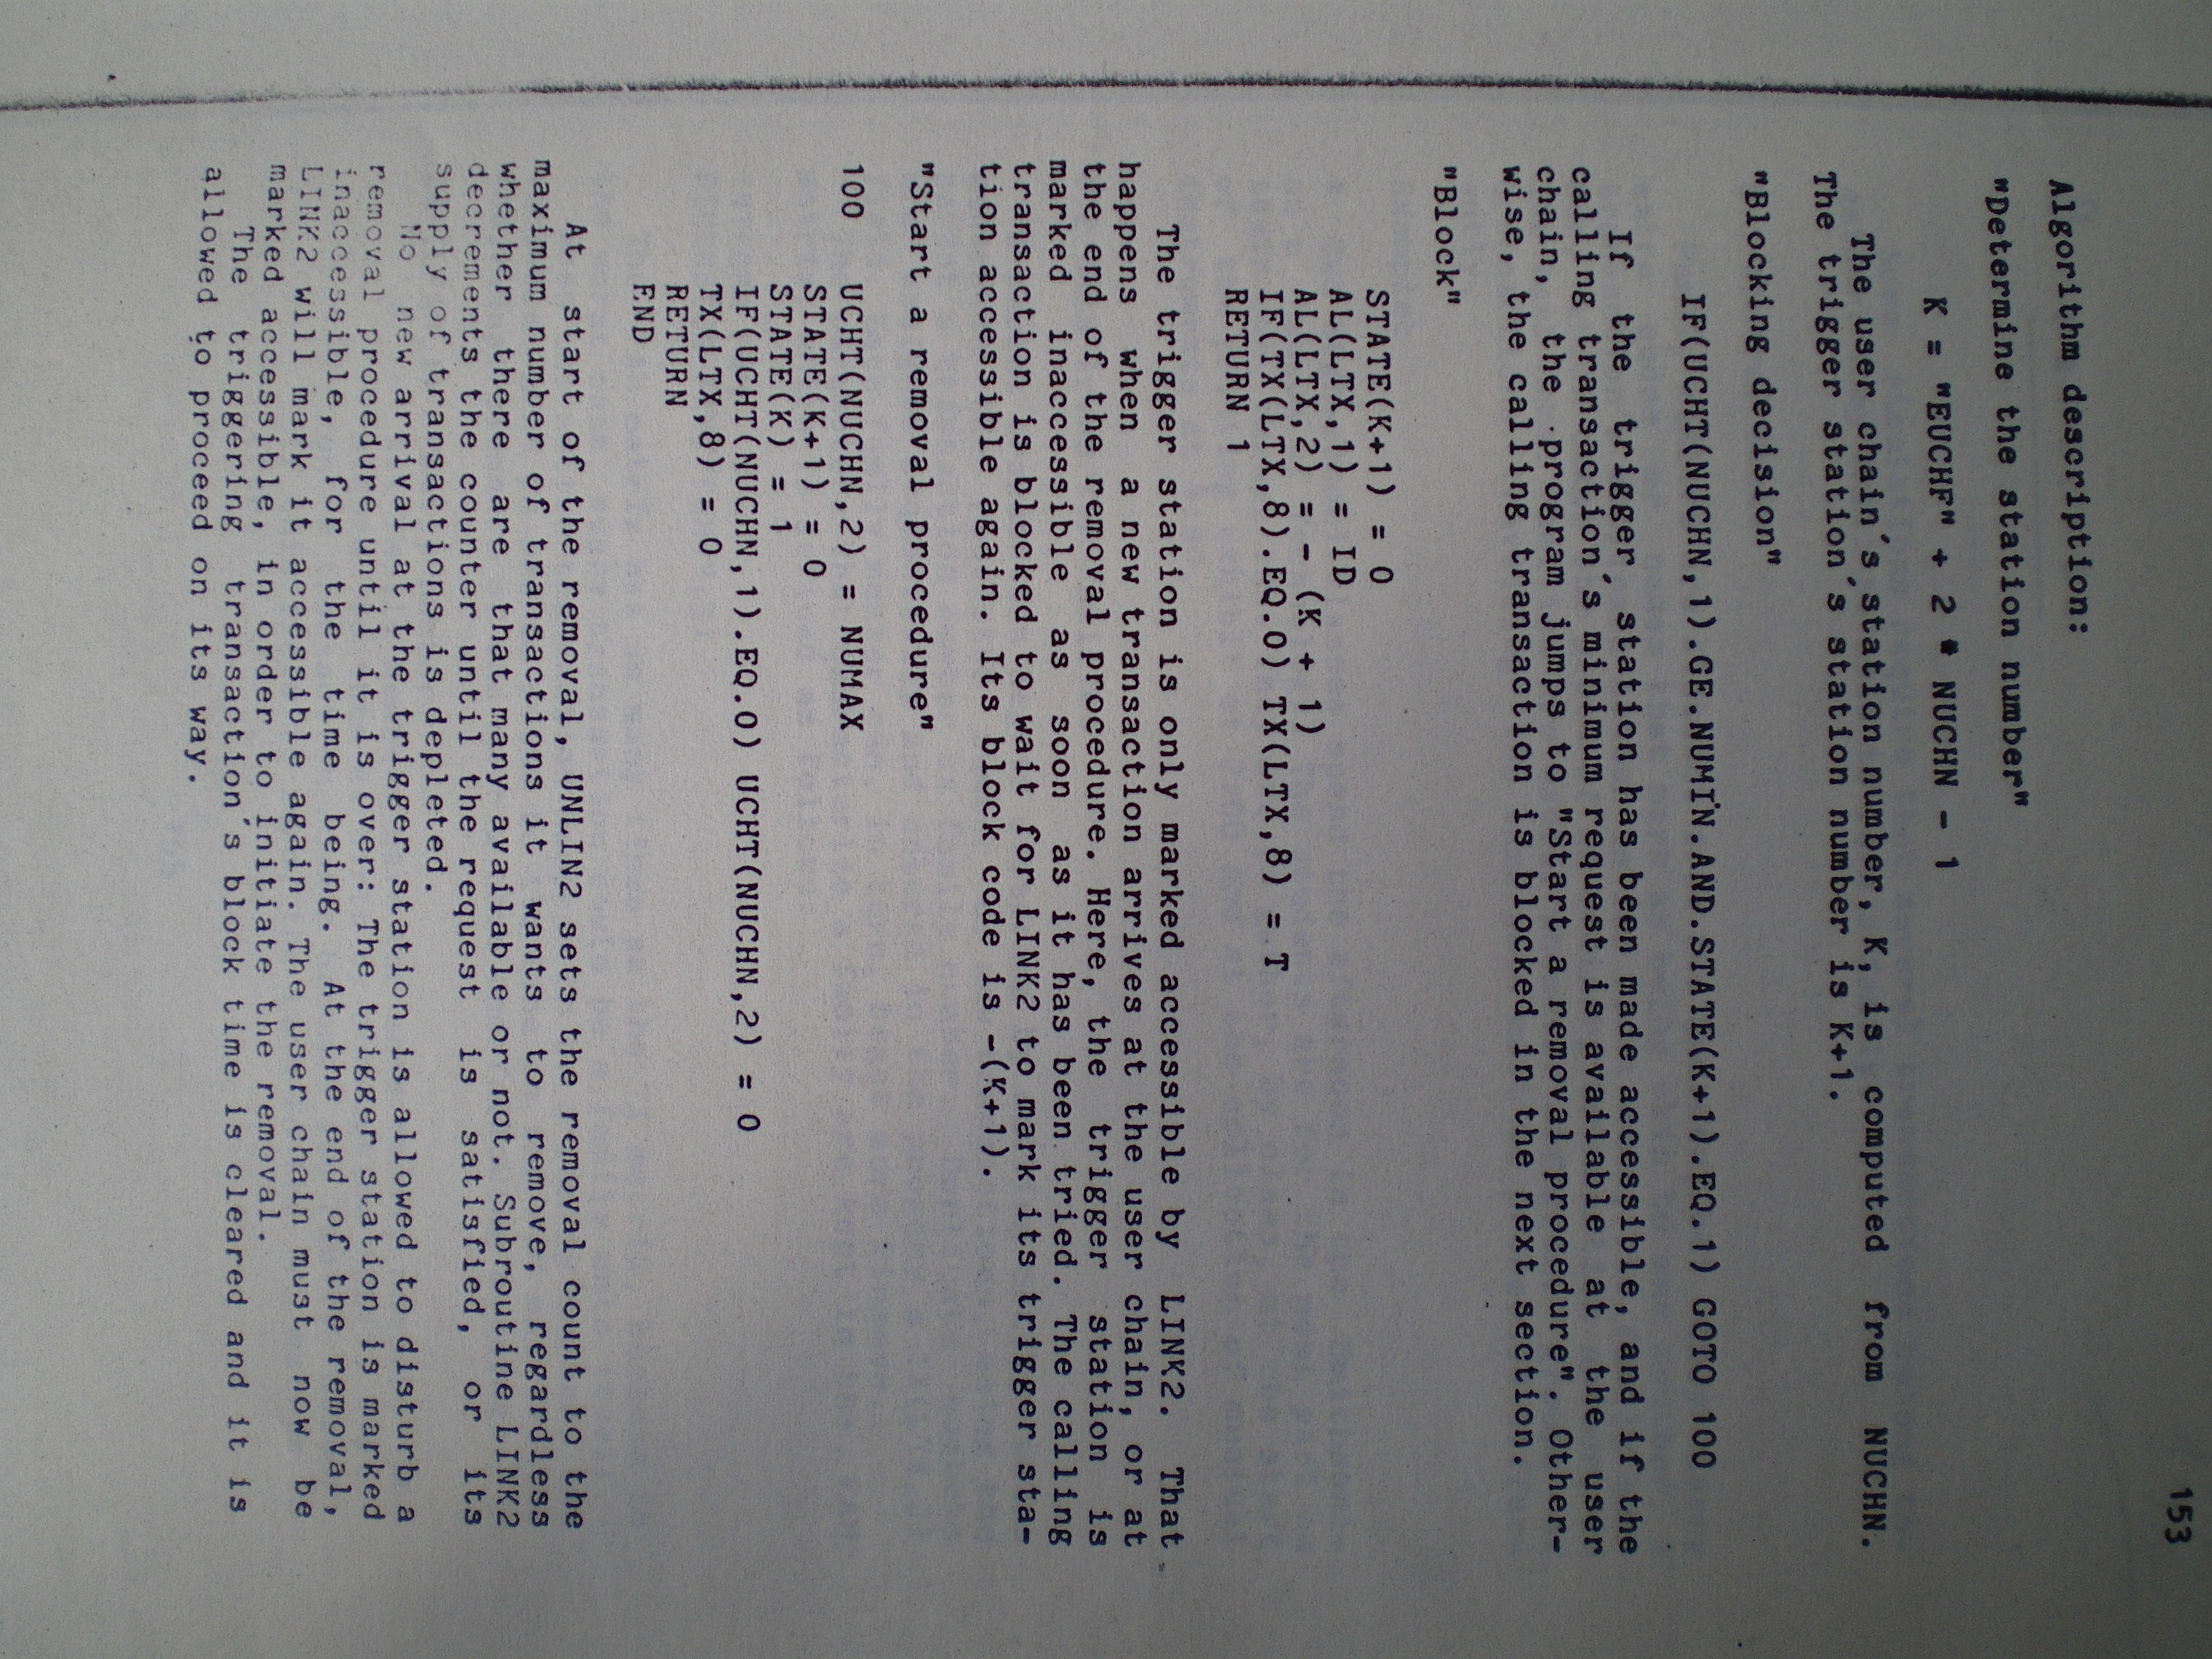 153
Algorithm description:
"Determine the station number"
K = "EUCHF" + 2 * NUCHN - 1
The user chain's station number, K, is computed from NUCHN.
The trigger station's station number is K+1.
"Blocking decision"
IF(UCHT(NUCHN,1).GE.NUMIN.AND.STATE(K+1).EQ.1) GOTO 100
If the trigger station has been made accessible, and if the
calling transaction's minimum request is available at the user
chain, the program jumps to "Start a removal procedure". Other-
wise, the calling transaction is blocked in the next section.
"Block"
STATE(K+1) = 0
AL(LTX,1) = ID
AL(LTX,2) = - (K + 1)
IF(TX(LTX,8).EQ.0) TX(LTX,8) = T
RETURN 1
The trigger station is only marked accessible by LINK2. That
happens when a new transaction arrives at the user chain, or at
the end of the removal procedure. Here, the trigger station is
marked inaccessible as soon as it has been tried. The calling
transaction is blocked to wait for LINK2 to mark its trigger sta-
tion accessible again. Its block code is -(K+1).
"Start a removal procedure"
100 UCHT(NUCHN,2) = NUMAX
STATE(K+1) = 0
STATE(K) = 1
IF(UCHT(NUCHN,1).EQ.0) UCHT(NUCHN,2) = 0
TX(LTX,8) = 0
RETURN
END
At start of the removal, UNLIN2 sets the removal count to the
maximum number of transactions it wants to remove, regardless
whether there are that many available or not. Subroutine LINK2
decrements the counter until the request is satisfied, or its
supply of transactions is depleted.
No new arrival at the trigger station is allowed to disturb a
removal procedure until it is over: The trigger station is marked
inaccessible, for the time being. At the end of the removal,
LINK2 will mark it accessible again. The user chain must now be
marked accessible, in order to initiate the removal.
The triggering transaction's block time is cleared and it is
allowed to proceed on its way.